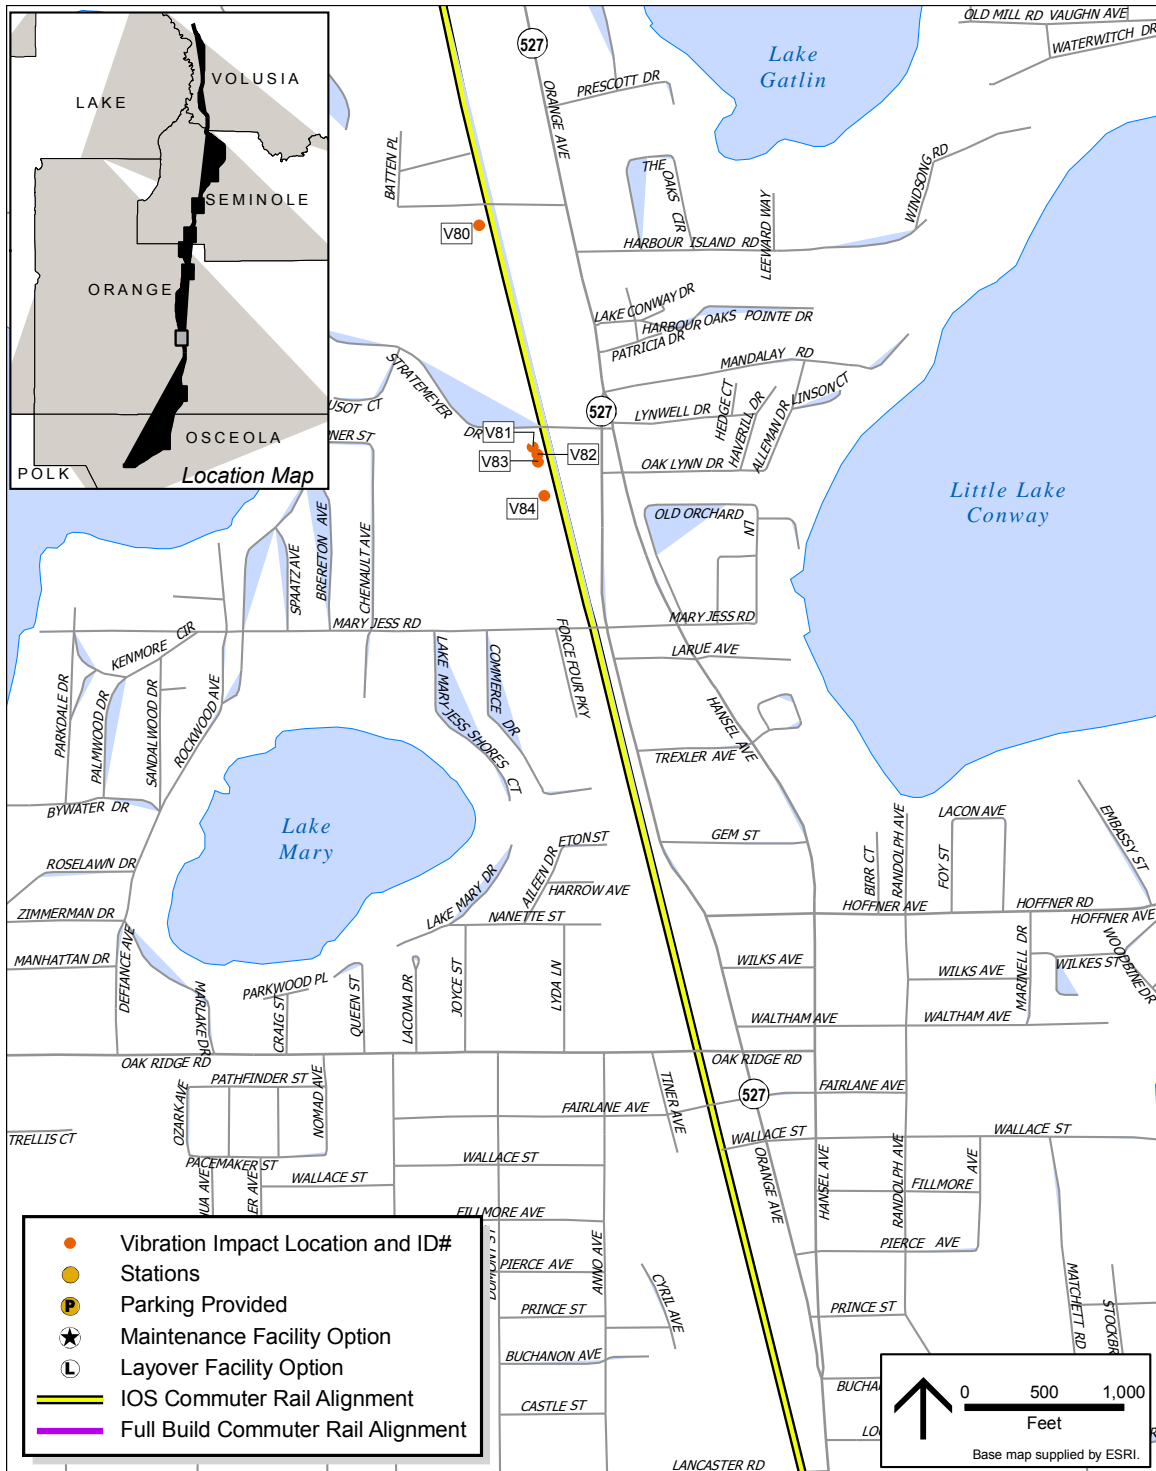 VOLUSIA
LAKE
SEMINOLE
ORANGE
OSCEOLA
POLK
Location Map
527
ORANGE AVE
PRESCOTT DR
Lake
Gatlin
OLD MILL RD VAUGHN AVE
WATERWITCH DR
BATTEN PL
THE OAKS CIR
LEEWARD WAY
WINDSONG RD
V80
HARBOUR ISLAND RD
LAKE CONWAY DR
HARBOUR OAKS POINTE DR
PATRICIA DR
MANDALAY RD
STRATEMEYER DR
USOT CT
NER ST
527
LYNWELL DR
HEDGE CT
HAVERILL DR
ALLEMAN DR
LINSON CT
V81
V82
V83
OAK LYNN DR
V84
Little Lake
Conway
OLD ORCHARD LN
SPAATZ AVE
BRERETON AVE
CHENAULT AVE
MARY JESS RD
MARY JESS RD
KENMORE CIR
PARKDALE DR
PALMWOOD DR
SANDALWOOD DR
ROCKWOOD AVE
LAKE MARY JESS SHORES CT
COMMERCE DR
FORCE FOUR PKY
LARUE AVE
HANSEL AVE
TREXLER AVE
BYWATER DR
Lake
Mary
GEM ST
LACON AVE
EMBASSY ST
ROSELAWN DR
ETON ST
AILEEN DR
HARROW AVE
LAKE MARY DR
NANETTE ST
BIRR CT
RANDOLPH AVE
FOY ST
HOFFNER AVE
HOFFNER RD
HOFFNER AVE
ZIMMERMAN DR
MANHATTAN DR
DEFIANCE AVE
MARLAKE DR
PARKWOOD PL
CRAIG ST
QUEEN ST
LACONA DR
JOYCE ST
LYDA LN
WILKS AVE
WILKS AVE
MARINELL DR
WILKES ST
WOODBINE DR
WALTHAM AVE
WALTHAM AVE
OAK RIDGE RD
OAK RIDGE RD
PATHFINDER ST
OZARK AVE
NOMAD AVE
TINER AVE
527
FAIRLANE AVE
FAIRLANE AVE
TRELLIS CT
PACEMAKER ST
WALLACE ST
WALLACE ST
WALLACE ST
WALLACE ST
ORANGE AVE
HANSEL AVE
RANDOLPH AVE
FILLMORE AVE
UA AVE
ER AVE
FILLMORE AVE
PIERCE AVE
PIERCE AVE
ANNO AVE
CYRIL AVE
PRINCE ST
PRINCE ST
MATCHETT RD
STOCKBR
BUCHANON AVE
BUCHA
CASTLE ST
LO
LANCASTER RD
Vibration Impact Location and ID#
Stations
P Parking Provided
Maintenance Facility Option
L Layover Facility Option
IOS Commuter Rail Alignment
Full Build Commuter Rail Alignment
0 500 1,000
Feet
Base map supplied by ESRI.